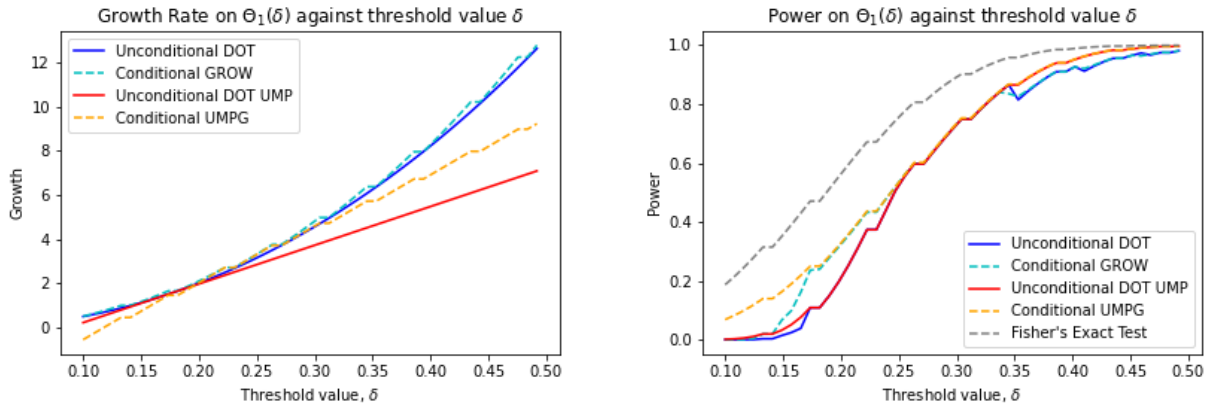 Growth Rate on Θ₁(δ) against threshold value δ
Unconditional DOT
Conditional GROW
Unconditional DOT UMP
Conditional UMPG
Growth
12
10
8
6
4
2
0
0.10 0.15 0.20 0.25 0.30 0.35 0.40 0.45 0.50
Threshold value, δ
Power on Θ₁(δ) against threshold value δ
Power
1.0
0.8
0.6
0.4
0.2
0.0
Unconditional DOT
Conditional GROW
Unconditional DOT UMP
Conditional UMPG
Fisher's Exact Test
0.10 0.15 0.20 0.25 0.30 0.35 0.40 0.45 0.50
Threshold value, δ